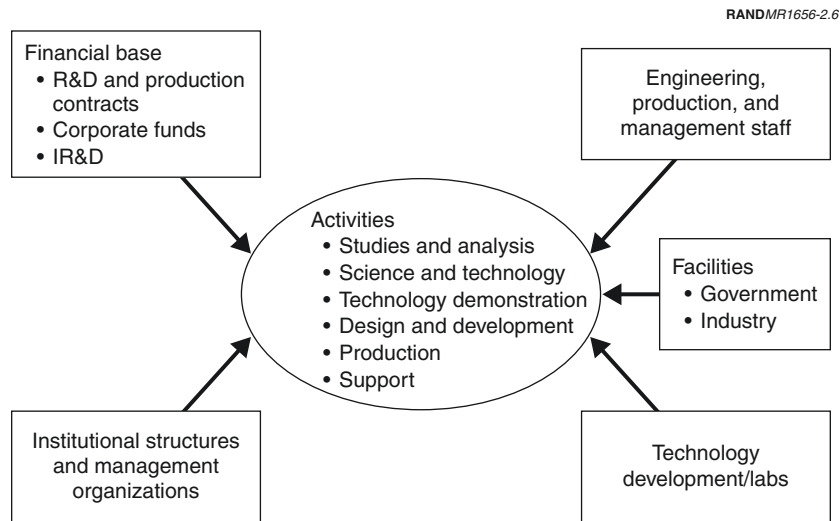 RANDMR1656-2.6
Financial base
• R&D and production
contracts
• Corporate funds
• IR&D
Engineering,
production, and
management staff
Activities
• Studies and analysis
• Science and technology
• Technology demonstration
• Design and development
• Production
• Support
Facilities
• Government
• Industry
Institutional structures
and management
organizations
Technology
development/labs